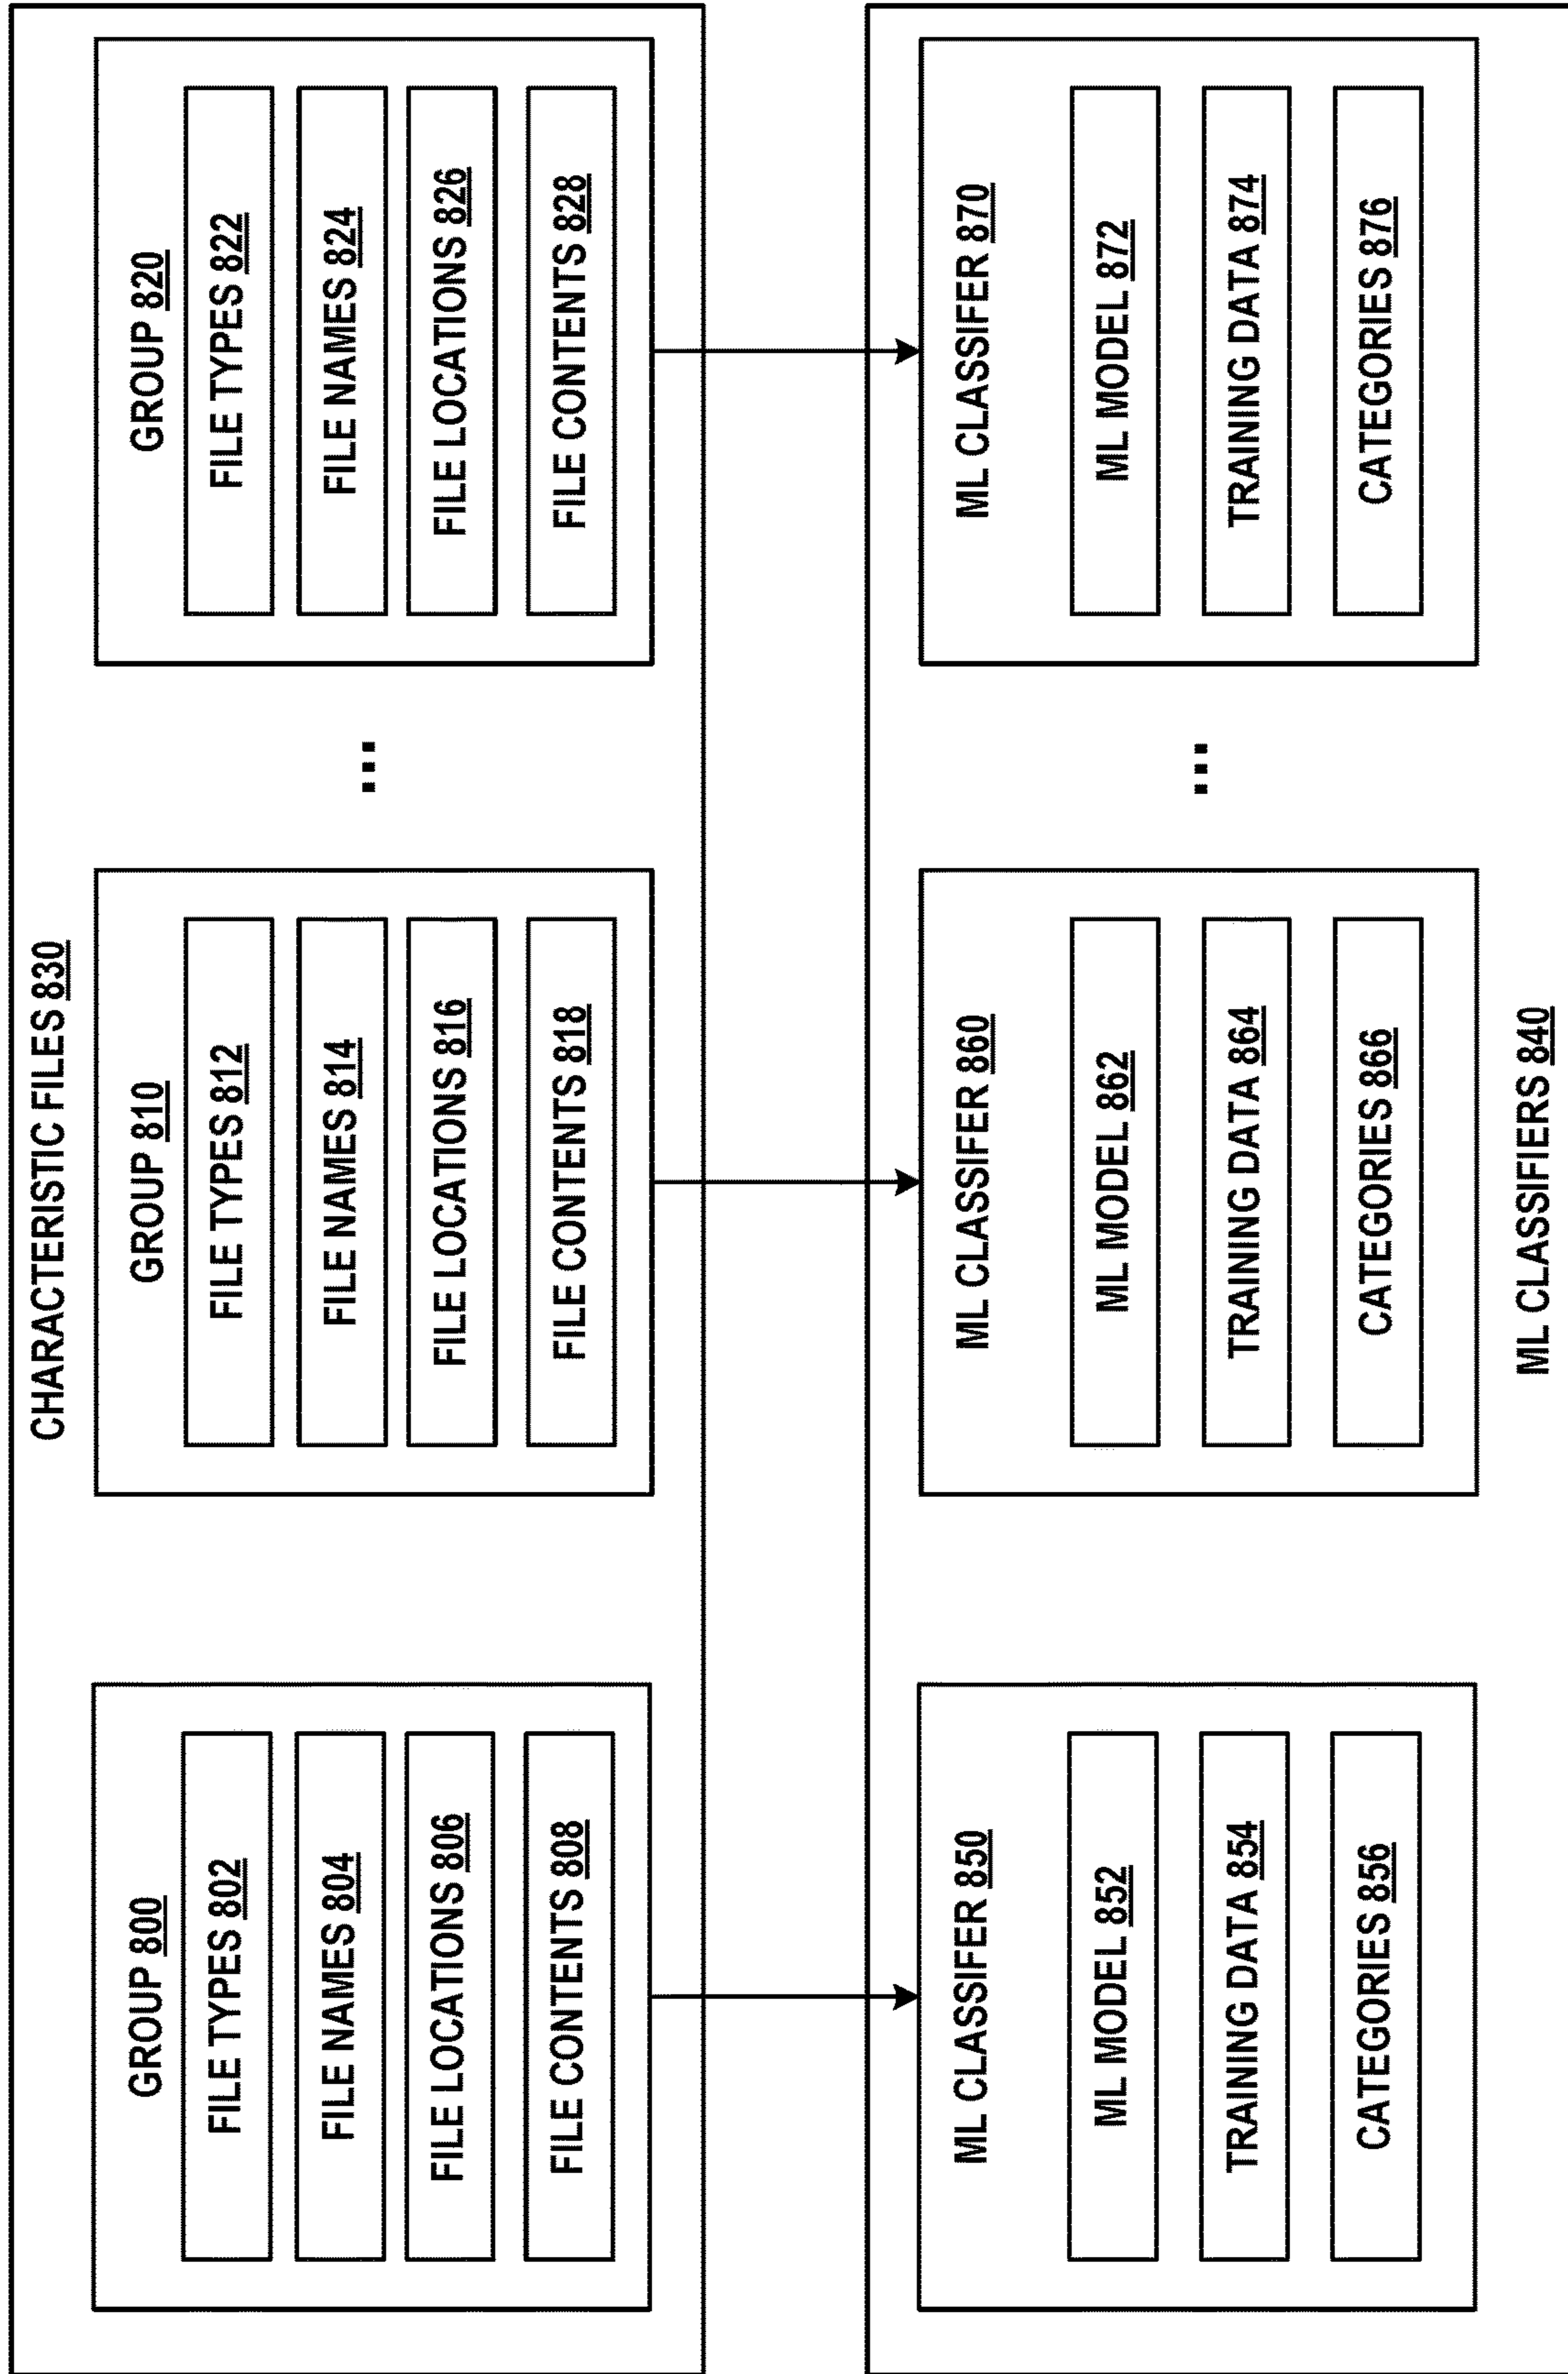 CHARACTERISTIC FILES 830
GROUP 800
FILE TYPES 802
FILE NAMES 804
FILE LOCATIONS 806
FILE CONTENTS 808
GROUP 810
FILE TYPES 812
FILE NAMES 814
FILE LOCATIONS 816
FILE CONTENTS 818
...
GROUP 820
FILE TYPES 822
FILE NAMES 824
FILE LOCATIONS 826
FILE CONTENTS 828
ML CLASSIFER 850
ML MODEL 852
TRAINING DATA 854
CATEGORIES 856
ML CLASSIFER 860
ML MODEL 862
TRAINING DATA 864
CATEGORIES 866
...
ML CLASSIFER 870
ML MODEL 872
TRAINING DATA 874
CATEGORIES 876
ML CLASSIFIERS 840